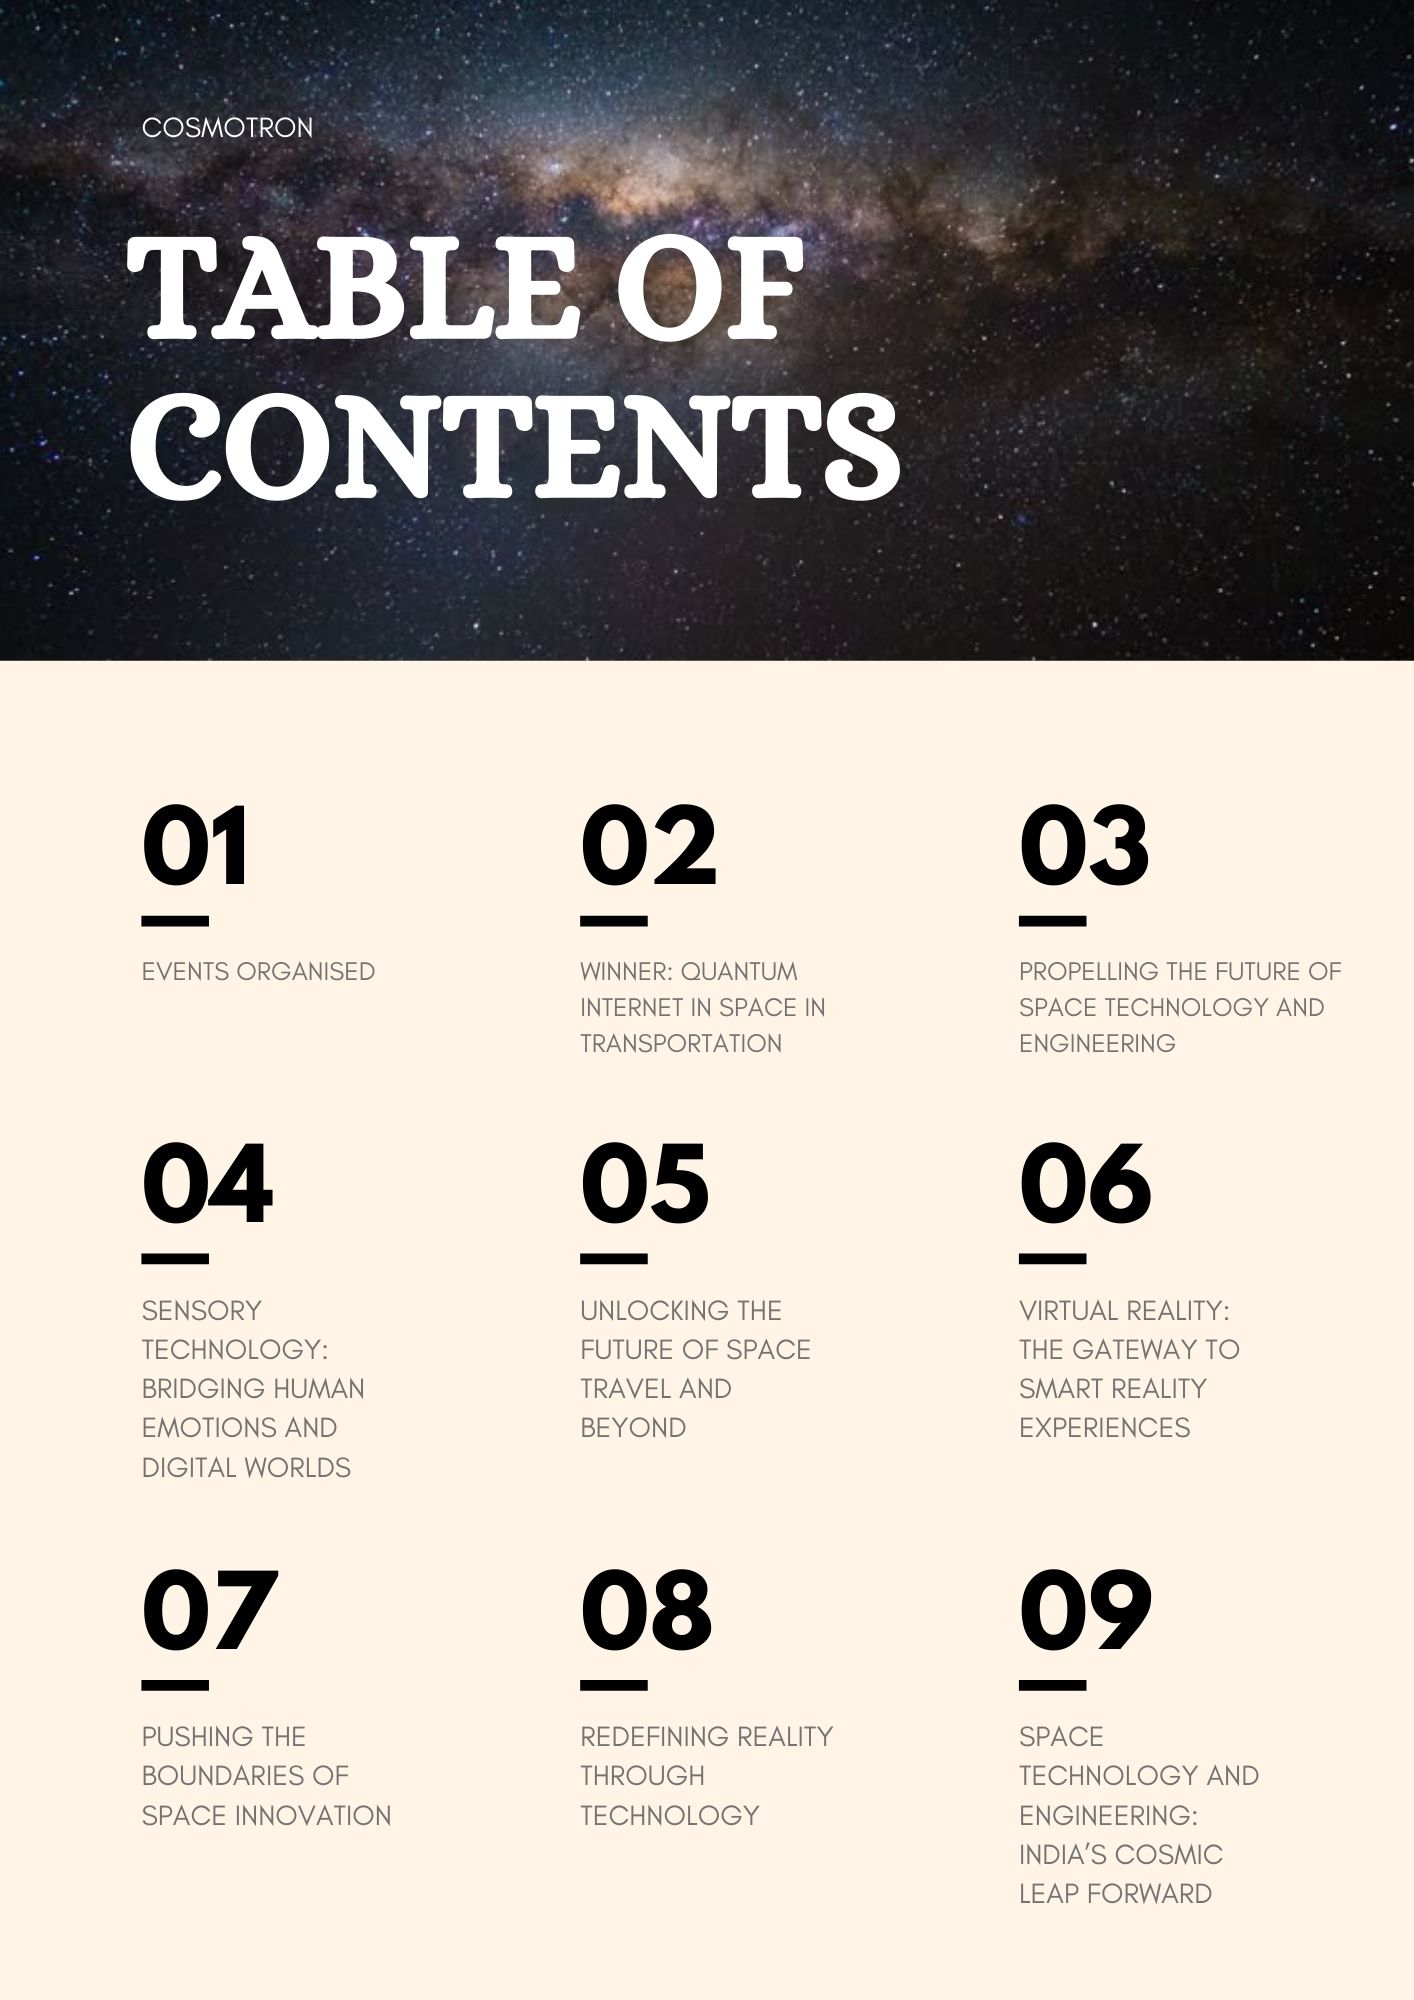 COSMOTRON
TABLE OF
CONTENTS
01
EVENTS ORGANISED
02
WINNER: QUANTUM
INTERNET IN SPACE IN
TRANSPORTATION
03
PROPELLING THE FUTURE OF
SPACE TECHNOLOGY AND
ENGINEERING
04
SENSORY
TECHNOLOGY:
BRIDGING HUMAN
EMOTIONS AND
DIGITAL WORLDS
05
UNLOCKING THE
FUTURE OF SPACE
TRAVEL AND
BEYOND
06
VIRTUAL REALITY:
THE GATEWAY TO
SMART REALITY
EXPERIENCES
07
PUSHING THE
BOUNDARIES OF
SPACE INNOVATION
08
REDEFINING REALITY
THROUGH
TECHNOLOGY
09
SPACE
TECHNOLOGY AND
ENGINEERING:
INDIA’S COSMIC
LEAP FORWARD